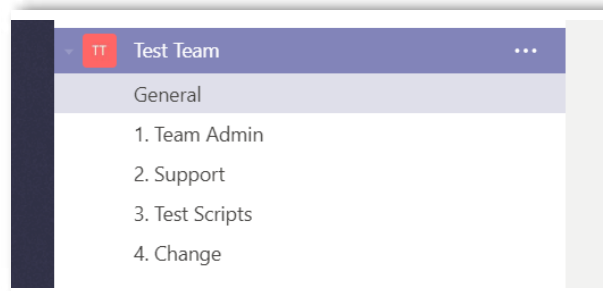 TT Test Team ...
General
1. Team Admin
2. Support
3. Test Scripts
4. Change